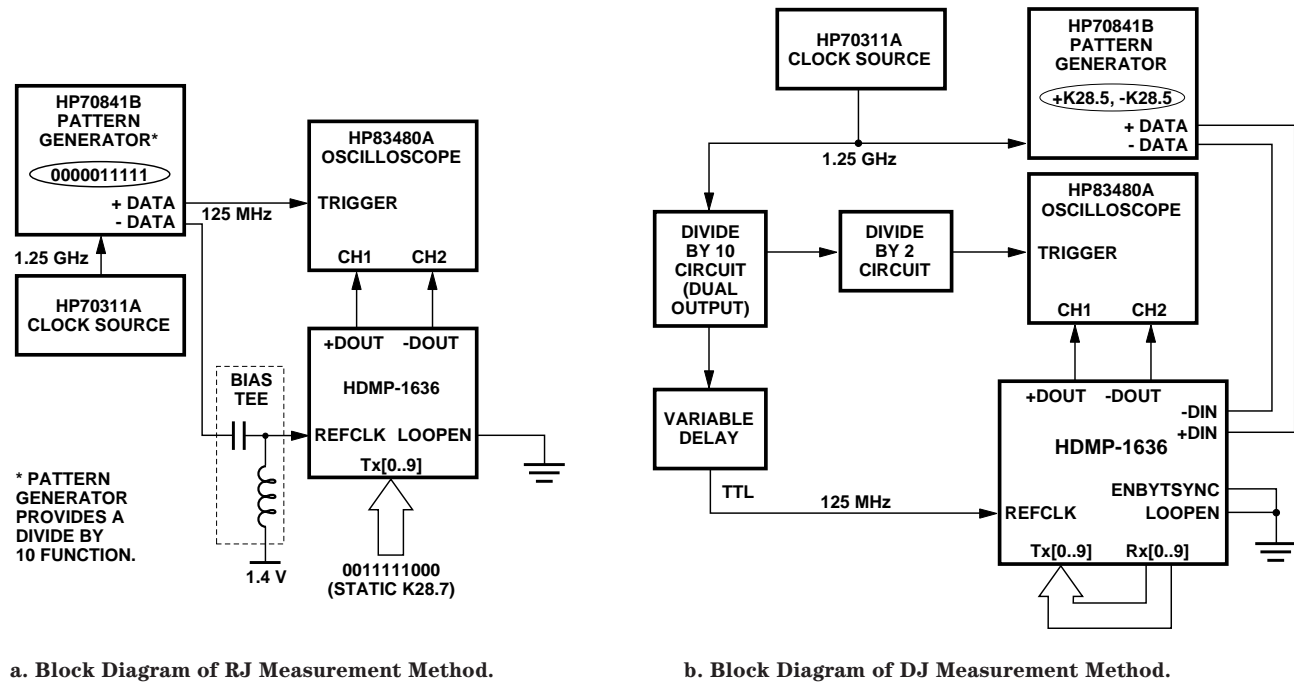 HP70841B
PATTERN
GENERATOR*
0000011111
+ DATA
- DATA
125 MHz
1.25 GHz
HP70311A
CLOCK SOURCE
HP83480A
OSCILLOSCOPE
TRIGGER
CH1 CH2
+DOUT -DOUT
HDMP-1636
REFCLK LOOPEN
Tx[0..9]
BIAS
TEE
1.4 V
0011111000
(STATIC K28.7)
* PATTERN
GENERATOR
PROVIDES A
DIVIDE BY
10 FUNCTION.
a. Block Diagram of RJ Measurement Method.
HP70311A
CLOCK SOURCE
1.25 GHz
HP70841B
PATTERN
GENERATOR
+K28.5, -K28.5
+ DATA
- DATA
DIVIDE
BY 10
CIRCUIT
(DUAL
OUTPUT)
DIVIDE
BY 2
CIRCUIT
HP83480A
OSCILLOSCOPE
TRIGGER
CH1 CH2
VARIABLE
DELAY
TTL
125 MHz
+DOUT -DOUT
-DIN
+DIN
HDMP-1636
ENBYTSYNC
REFCLK LOOPEN
Tx[0..9] Rx[0..9]
b. Block Diagram of DJ Measurement Method.